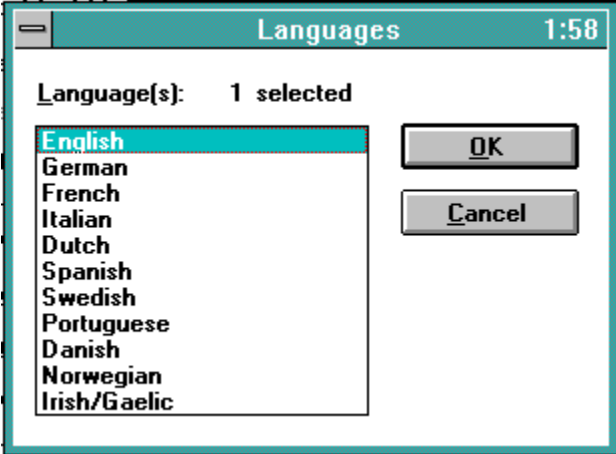 Languages 1:58
Language(s): 1 selected
English
German
French
Italian
Dutch
Spanish
Swedish
Portuguese
Danish
Norwegian
Irish/Gaelic
OK
Cancel